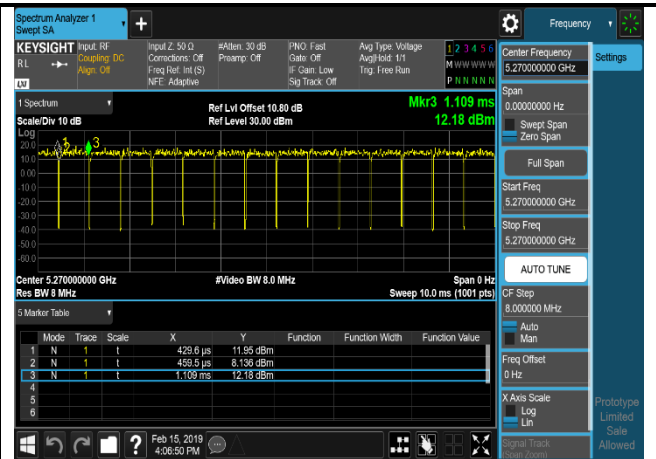 Spectrum Analyzer 1
Swept SA
Frequency
KEYSIGHT
RL
LXI
Input: RF
Coupling: DC
Align: Off
Input Z: 50 Ω
Corrections: Off
Freq Ref: Int (S)
NFE: Adaptive
#Atten: 30 dB
Preamp: Off
PNO: Fast
Gate: Off
IF Gain: Low
Sig Track: Off
Avg Type: Voltage
Avg|Hold: 1/1
Trig: Free Run
1 2 3 4 5 6
M W W W W W
P N N N N N
Center Frequency
5.270000000 GHz
Settings
Span
0.00000000 Hz
Swept Span
Zero Span
Full Span
Start Freq
5.270000000 GHz
Stop Freq
5.270000000 GHz
AUTO TUNE
CF Step
8.000000 MHz
Auto
Man
Freq Offset
0 Hz
X Axis Scale
Log
Lin
Signal Track
(Span Zoom)
Prototype
Limited
Sale
Allowed
1 Spectrum
Scale/Div 10 dB
Ref Lvl Offset 10.80 dB
Ref Level 30.00 dBm
Mkr3 1.109 ms
12.18 dBm
Log
20.0
10.0
0.00
-10.0
-20.0
-30.0
-40.0
-50.0
-60.0
3
Center 5.270000000 GHz
Res BW 8 MHz
#Video BW 8.0 MHz
Span 0 Hz
Sweep 10.0 ms (1001 pts)
5 Marker Table
Mode Trace Scale X Y Function Function Width Function Value
1 N 1 t 429.6 µs 11.95 dBm
2 N 1 t 459.5 µs 8.136 dBm
3 N 1 t 1.109 ms 12.18 dBm
4
5
6
Feb 15, 2019
4:06:50 PM